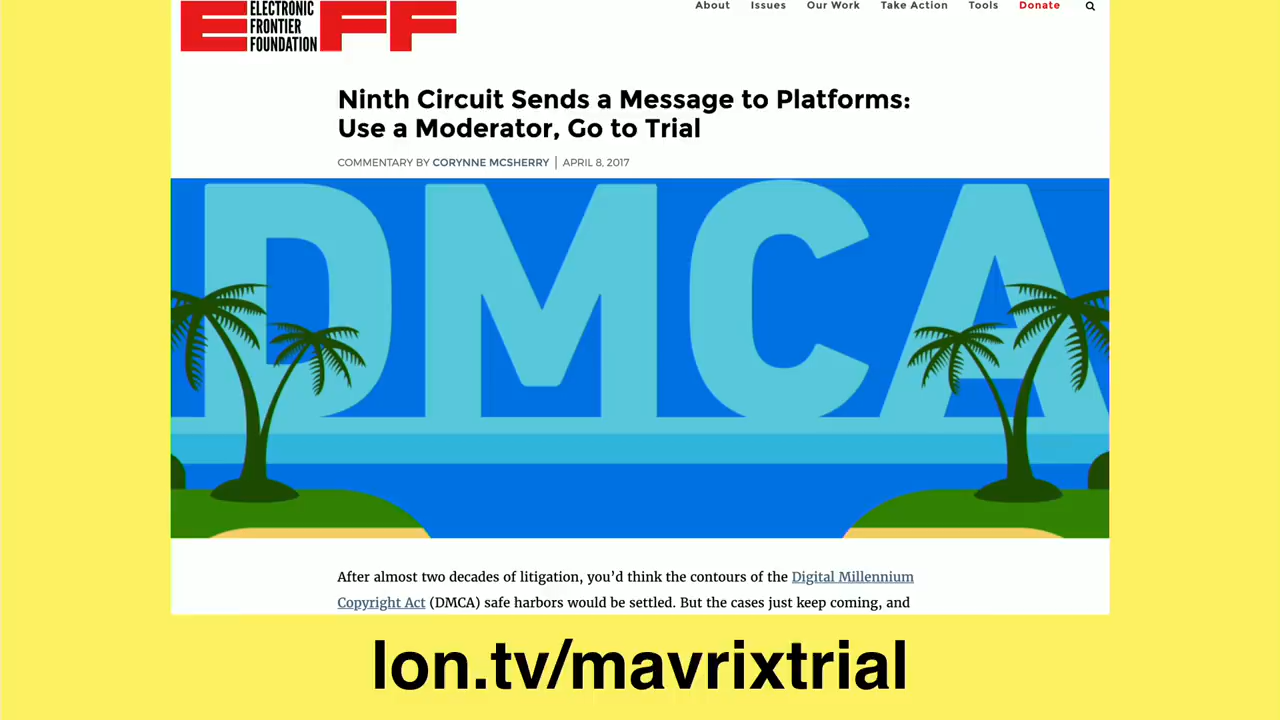 ELECTRONIC
FRONTIER
FOUNDATION
EFF
About Issues Our Work Take Action Tools Donate
Ninth Circuit Sends a Message to Platforms:
Use a Moderator, Go to Trial
COMMENTARY BY CORYNNE MCSHERRY | APRIL 8, 2017
DMCA
After almost two decades of litigation, you’d think the contours of the Digital Millennium
Copyright Act (DMCA) safe harbors would be settled. But the cases just keep coming, and
lon.tv/mavrixtrial